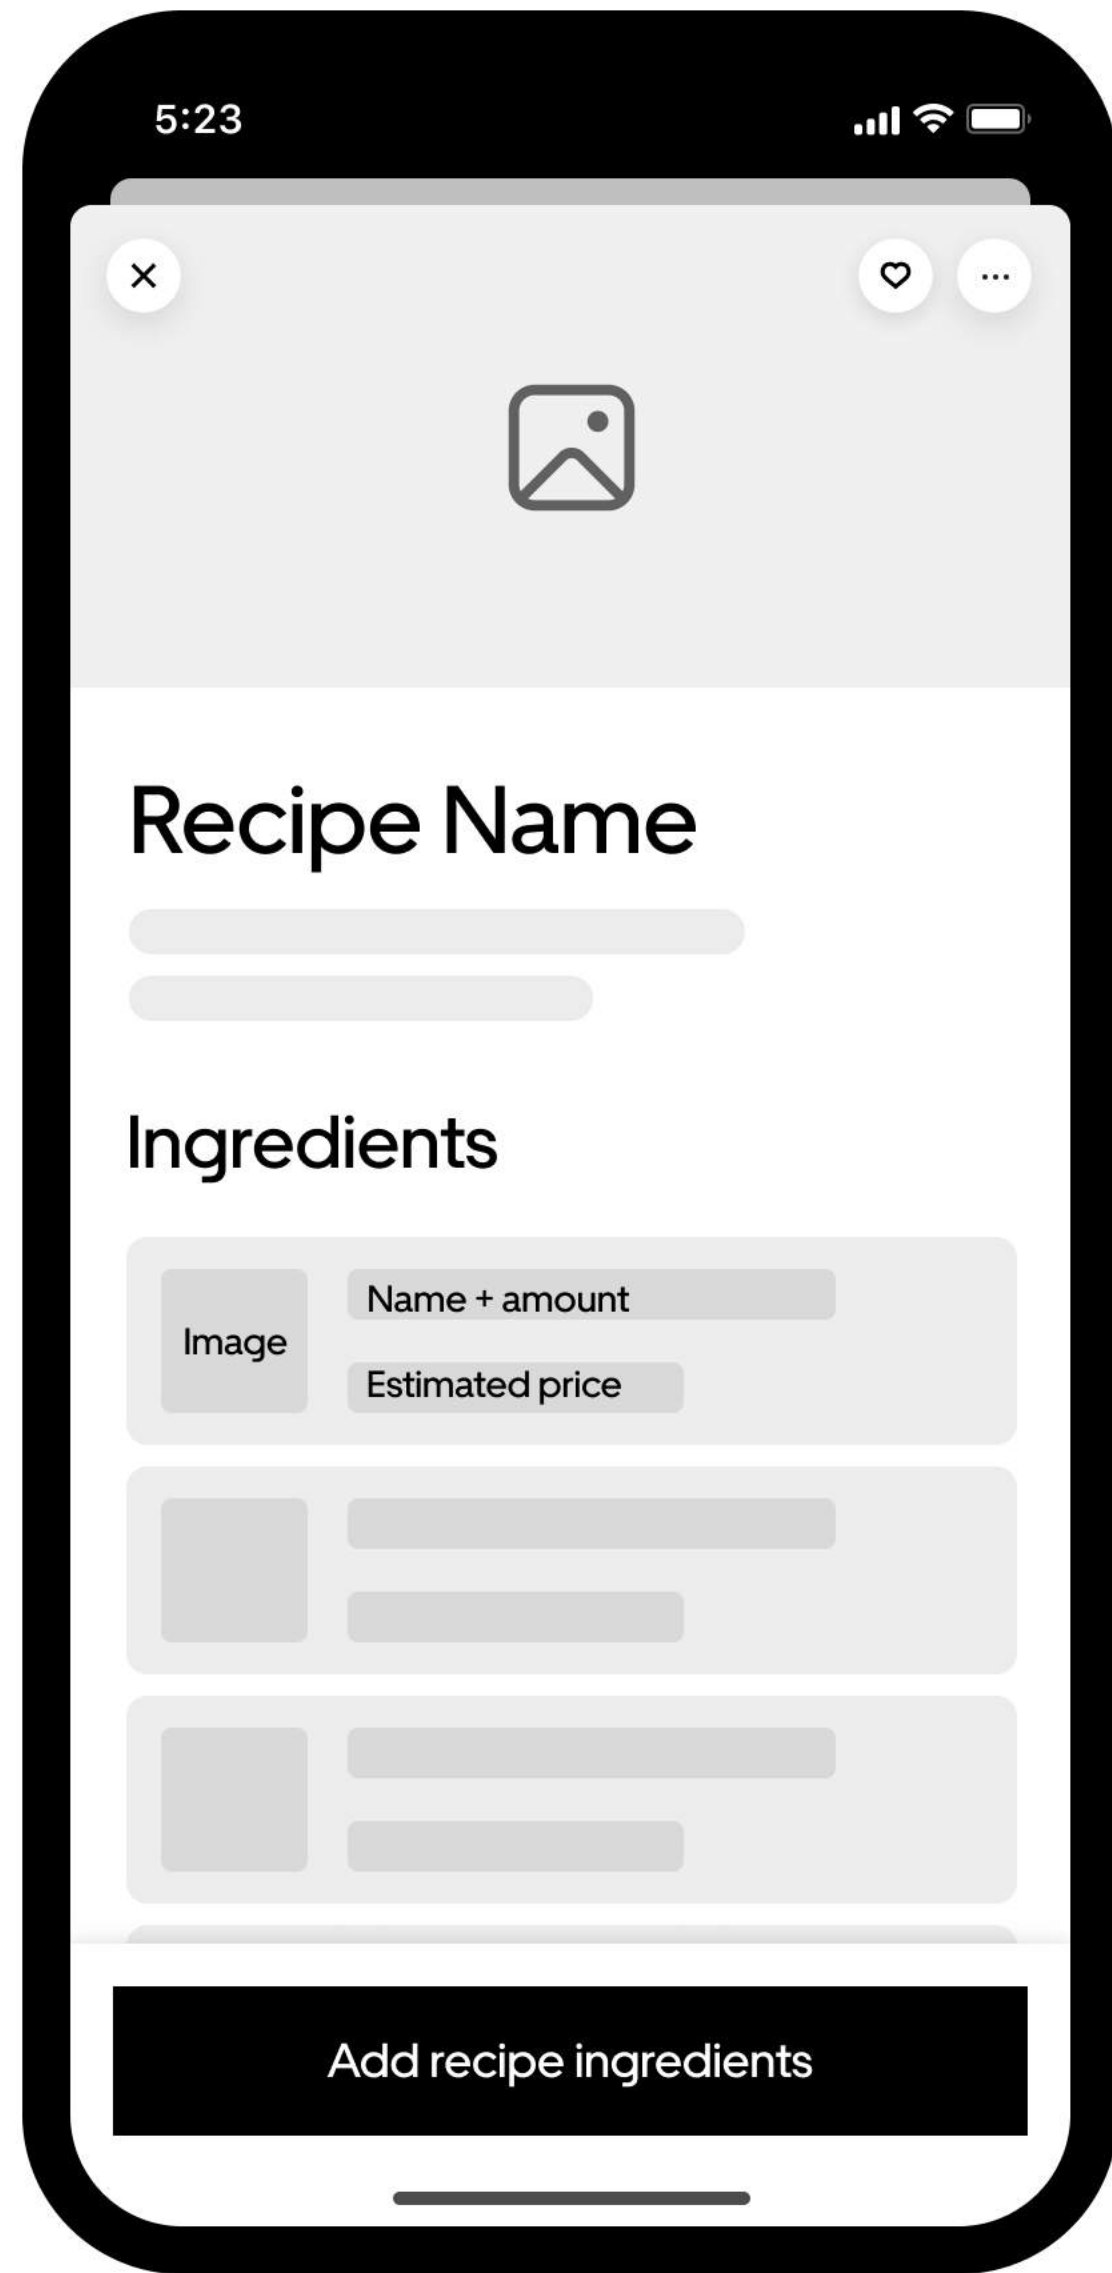 5:23
Recipe Name
Ingredients
Image
Name + amount
Estimated price
Add recipe ingredients